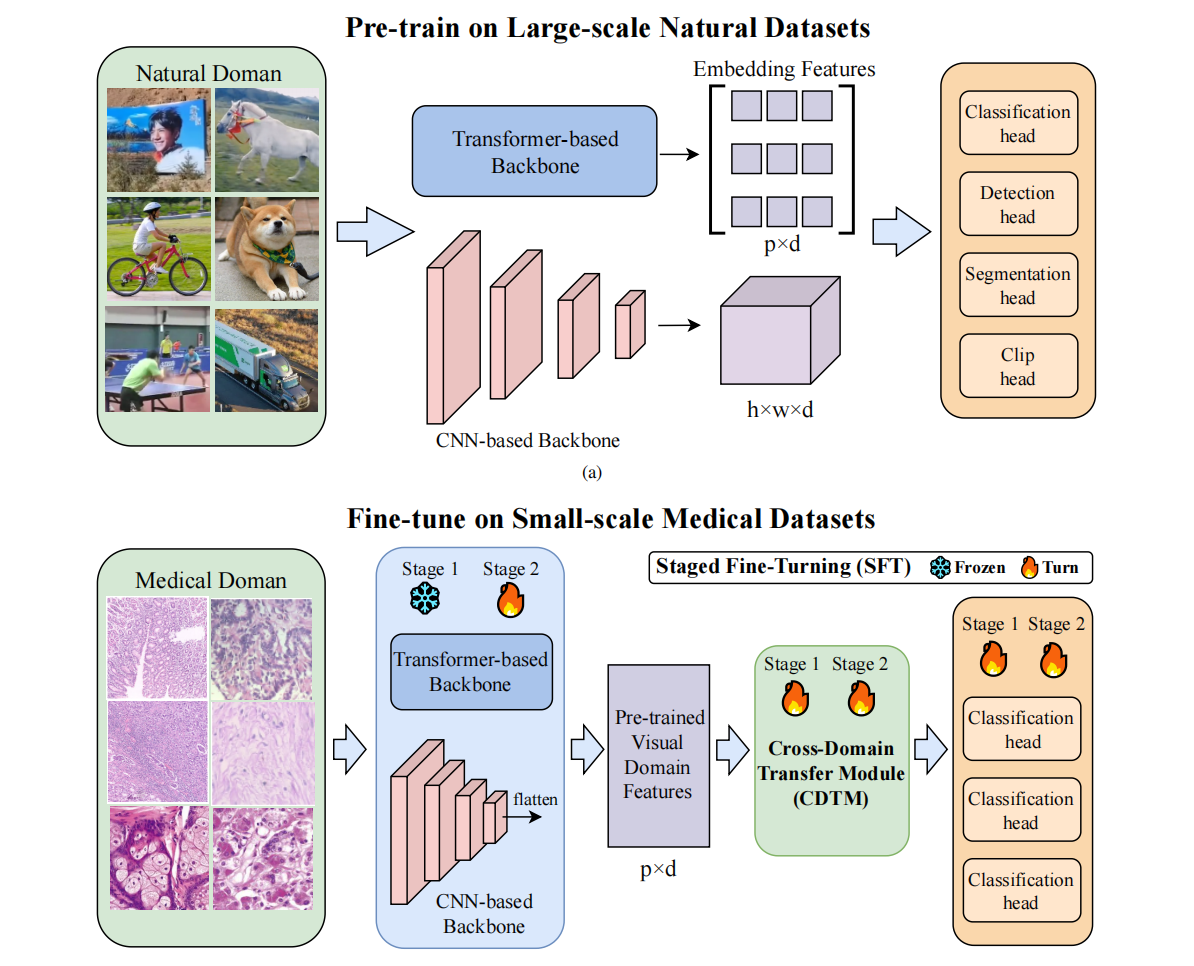 Pre-train on Large-scale Natural Datasets
Natural Doman
Transformer-based
Backbone
Embedding Features
p×d
CNN-based Backbone
h×w×d
Classification
head
Detection
head
Segmentation
head
Clip
head
(a)
Fine-tune on Small-scale Medical Datasets
Medical Doman
Stage 1 Stage 2
Transformer-based
Backbone
flatten
CNN-based
Backbone
Staged Fine-Turning (SFT) Frozen Turn
Pre-trained
Visual
Domain
Features
p×d
Stage 1 Stage 2
Cross-Domain
Transfer Module
(CDTM)
Stage 1 Stage 2
Classification
head
Classification
head
Classification
head